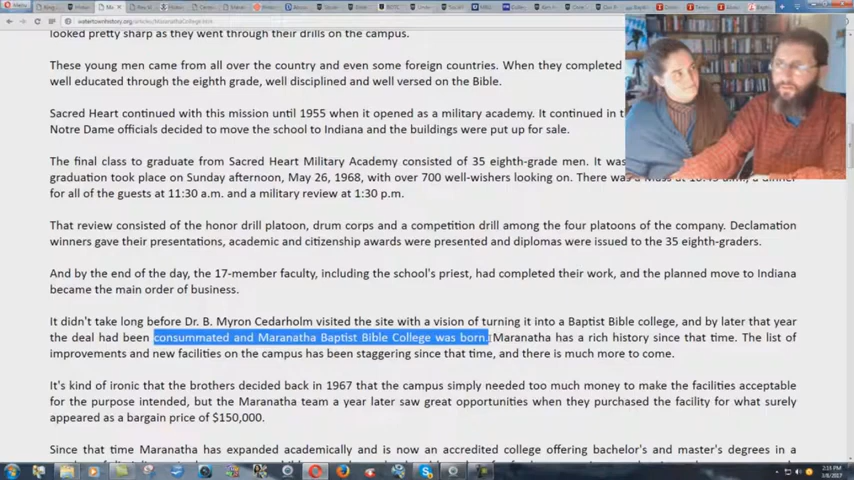 Menu
watertownhistory.org/articles/MaranathaCollege.htm
looked pretty sharp as they went through their drills on the campus.
These young men came from all over the country and even some foreign countries. When they completed
well educated through the eighth grade, well disciplined and well versed on the Bible.
Sacred Heart continued with this mission until 1955 when it opened as a military academy. It continued in t
Notre Dame officials decided to move the school to Indiana and the buildings were put up for sale.
The final class to graduate from Sacred Heart Military Academy consisted of 35 eighth-grade men. It was
graduation took place on Sunday afternoon, May 26, 1968, with over 700 well-wishers looking on. There was a Mass at 10:45 a.m., a dinner
for all of the guests at 11:30 a.m. and a military review at 1:30 p.m.
That review consisted of the honor drill platoon, drum corps and a competition drill among the four platoons of the company. Declamation
winners gave their presentations, academic and citizenship awards were presented and diplomas were issued to the 35 eighth-graders.
And by the end of the day, the 17-member faculty, including the school's priest, had completed their work, and the planned move to Indiana
became the main order of business.
It didn't take long before Dr. B. Myron Cedarholm visited the site with a vision of turning it into a Baptist Bible college, and by later that year
the deal had been consummated and Maranatha Baptist Bible College was born. Maranatha has a rich history since that time. The list of
improvements and new facilities on the campus has been staggering since that time, and there is much more to come.
It's kind of ironic that the brothers decided back in 1967 that the campus simply needed too much money to make the facilities acceptable
for the purpose intended, but the Maranatha team a year later saw great opportunities when they purchased the facility for what surely
appeared as a bargain price of $150,000.
Since that time Maranatha has expanded academically and is now an accredited college offering bachelor's and master's degrees in a
2:15 PM